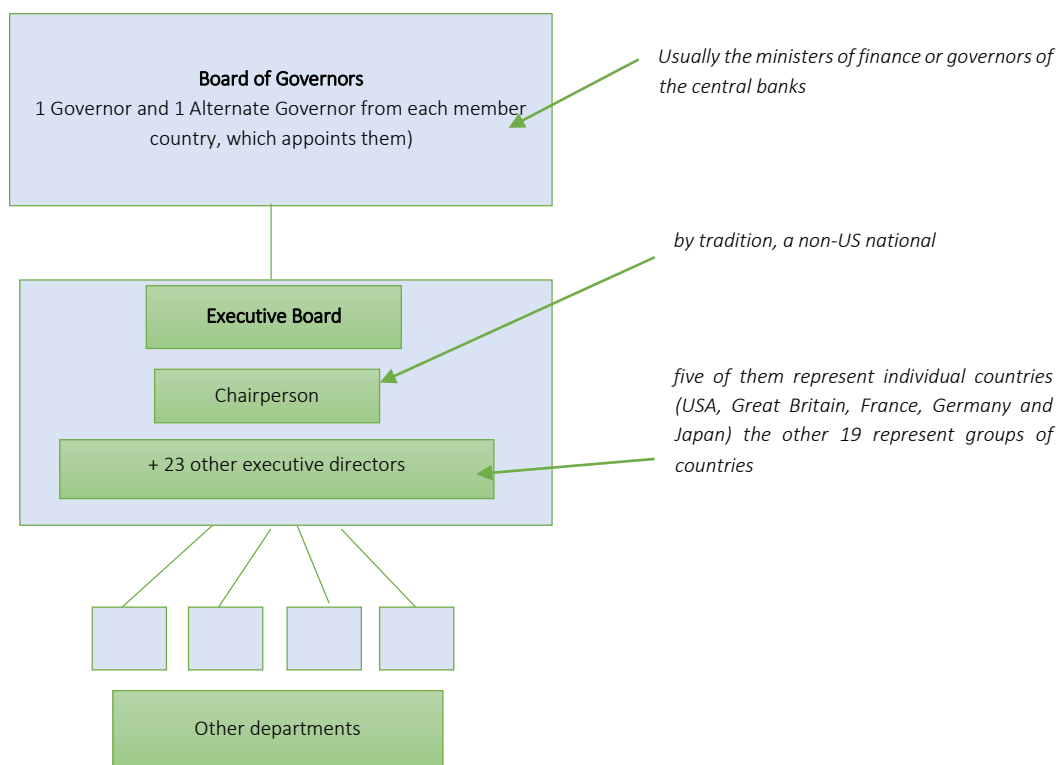 Board of Governors
1 Governor and 1 Alternate Governor from each member
country, which appoints them)
Usually the ministers of finance or governors of
the central banks
by tradition, a non-US national
Executive Board
Chairperson
+ 23 other executive directors
five of them represent individual countries
(USA, Great Britain, France, Germany and
Japan) the other 19 represent groups of
countries
Other departments